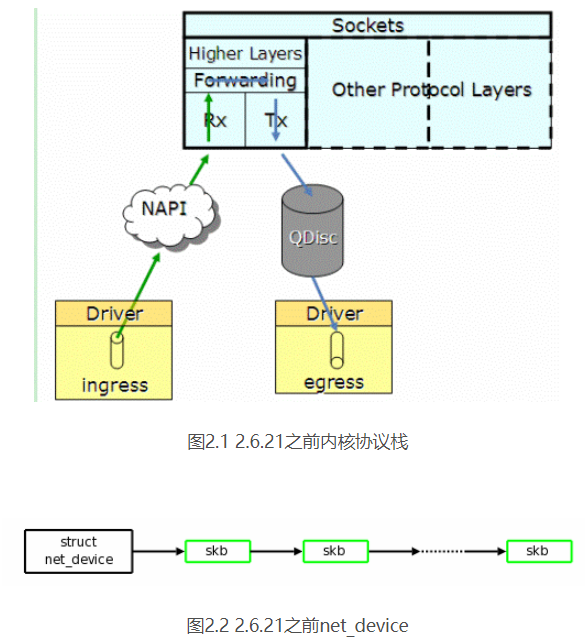 Sockets
Higher Layers
Forwarding
Other Protocol Layers
Rx
Tx
NAPI
QDisc
Driver
ingress
Driver
egress
图2.1 2.6.21之前内核协议栈
struct
net_device
skb
skb
skb
图2.2 2.6.21之前net_device